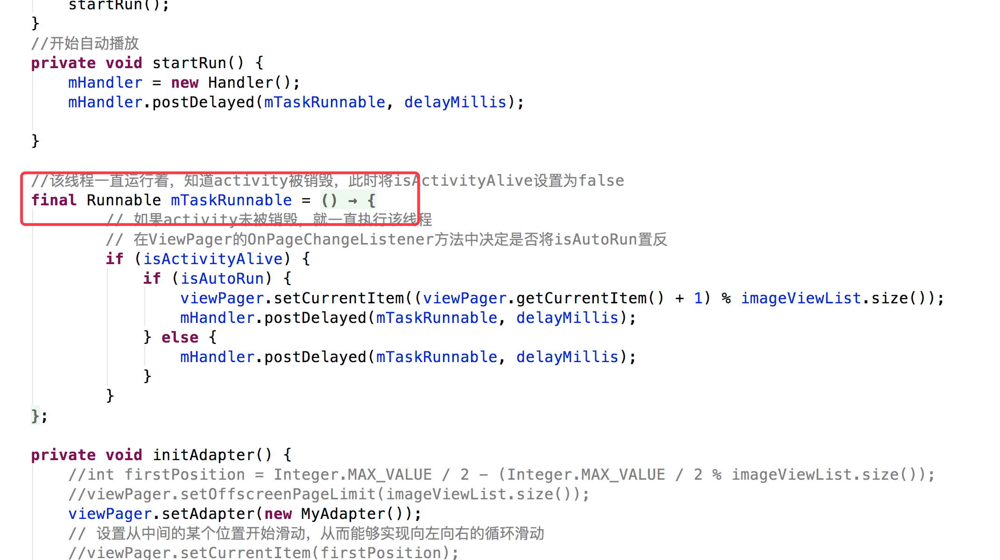 startRun();
}
//开始自动播放
private void startRun() {
mHandler = new Handler();
mHandler.postDelayed(mTaskRunnable, delayMillis);
}
//该线程一直运行着，知道activity被销毁，此时将isActivityAlive设置为false
final Runnable mTaskRunnable = () → {
// 如果activity未被销毁，就一直执行该线程
// 在ViewPager的OnPageChangeListener方法中决定是否将isAutoRun置反
if (isActivityAlive) {
if (isAutoRun) {
viewPager.setCurrentItem((viewPager.getCurrentItem() + 1) % imageViewList.size());
mHandler.postDelayed(mTaskRunnable, delayMillis);
} else {
mHandler.postDelayed(mTaskRunnable, delayMillis);
}
}
};
private void initAdapter() {
//int firstPosition = Integer.MAX_VALUE / 2 - (Integer.MAX_VALUE / 2 % imageViewList.size());
//viewPager.setOffscreenPageLimit(imageViewList.size());
viewPager.setAdapter(new MyAdapter());
// 设置从中间的某个位置开始滑动，从而能够实现向左向右的循环滑动
//viewPager.setCurrentItem(firstPosition);